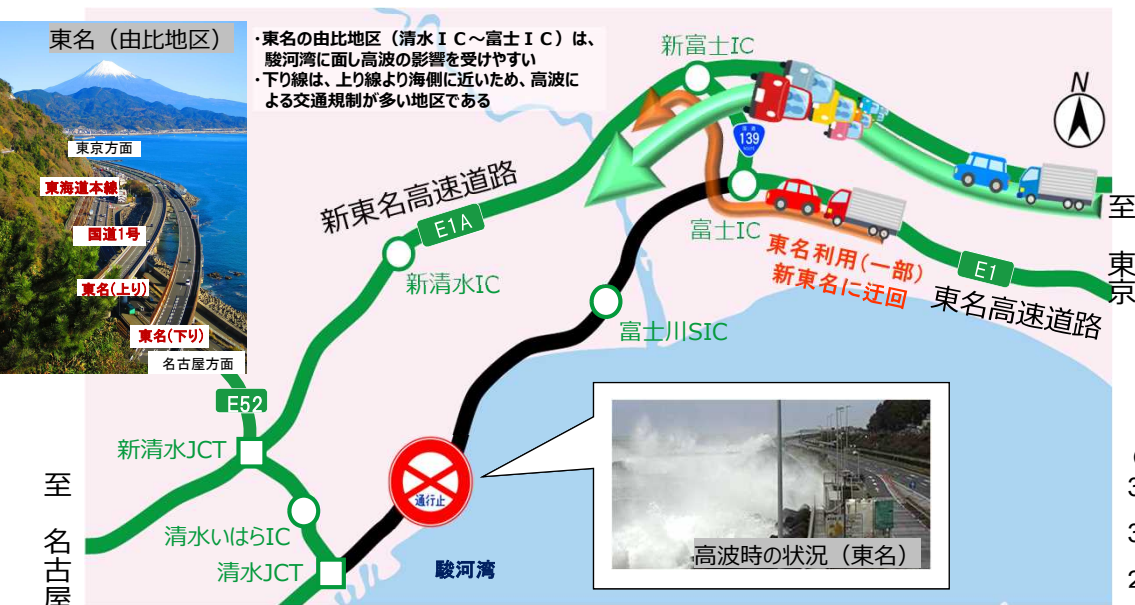 東名（由比地区）
・東名の由比地区（清水ＩＣ～富士ＩＣ）は、
駿河湾に面し高波の影響を受けやすい
・下り線は、上り線より海側に近いため、高波に
よる交通規制が多い地区である
東京方面
東海道本線
国道1号
東名(上り)
東名(下り)
名古屋方面
新富士IC
N
国道
139
新東名高速道路
E1A
富士IC
至 東京
新清水IC
東名利用(一部)
新東名に迂回
E1
東名高速道路
富士川SIC
E52
新清水JCT
通行止
至 名古屋
清水いはらIC
清水JCT
駿河湾
高波時の状況（東名）
3
3
2